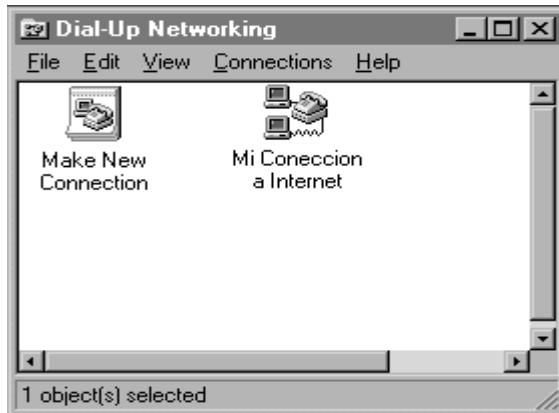 Dial-Up Networking
File Edit View Connections Help
Make New Connection
Mi Coneccion a Internet
1 object(s) selected